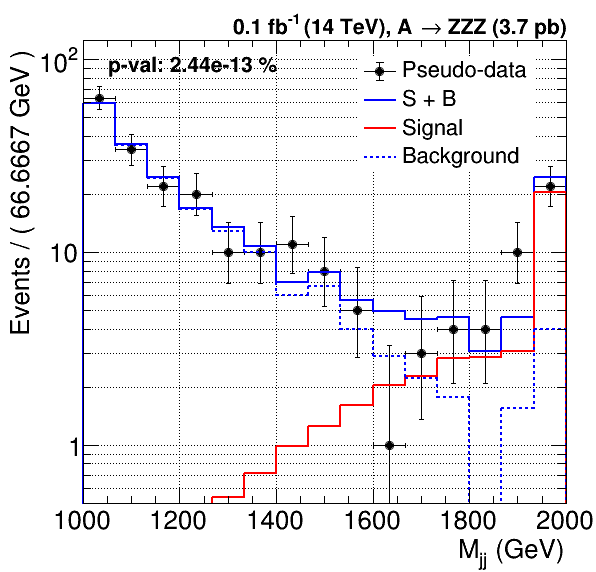 0.1 fb⁻¹ (14 TeV), A → ZZZ (3.7 pb)
10²
p-val: 2.44e-13 %
Pseudo-data
S + B
Signal
Background
Events / ( 66.6667 GeV )
10
1
1000 1200 1400 1600 1800 2000
Mjj (GeV)